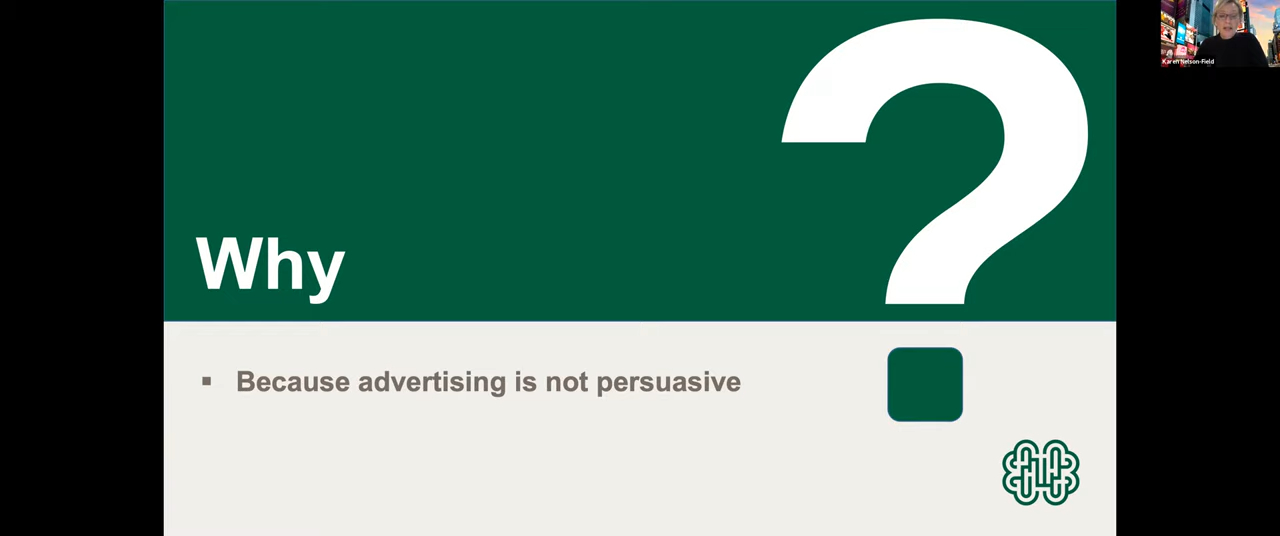 ?
Why
▪ Because advertising is not persuasive
Karen Nelson-Field